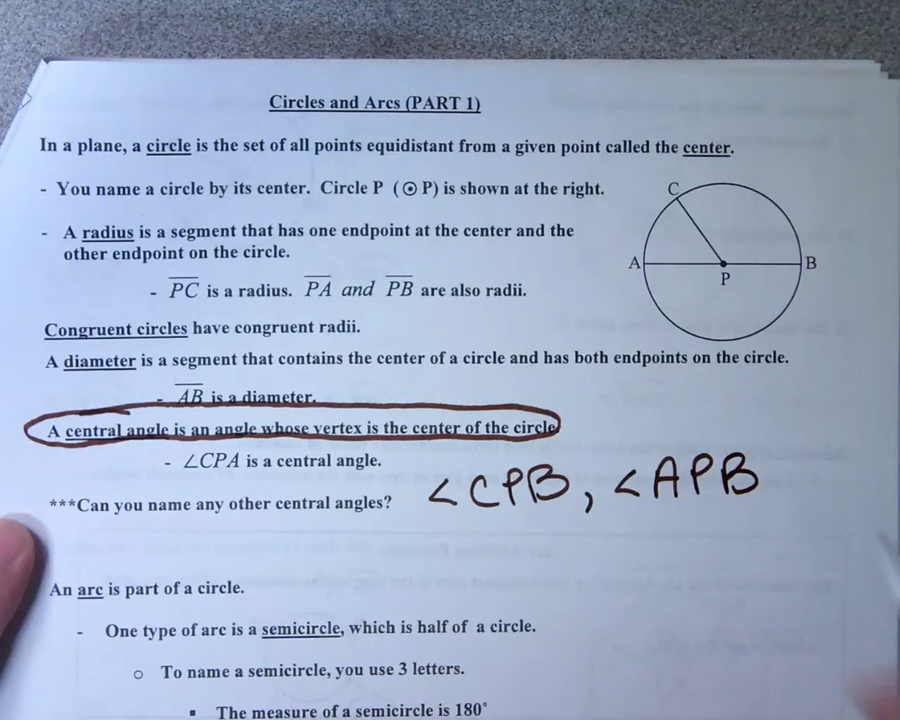 Circles and Arcs (PART 1)
In a plane, a circle is the set of all points equidistant from a given point called the center.
- You name a circle by its center. Circle P (⊙ P) is shown at the right.
- A radius is a segment that has one endpoint at the center and the
other endpoint on the circle.
- PC is a radius. PA and PB are also radii.
C
A
B
P
Congruent circles have congruent radii.
A diameter is a segment that contains the center of a circle and has both endpoints on the circle.
- AB is a diameter.
A central angle is an angle whose vertex is the center of the circle
- ∠CPA is a central angle.
***Can you name any other central angles? ∠CPB, ∠APB
An arc is part of a circle.
- One type of arc is a semicircle, which is half of a circle.
o To name a semicircle, you use 3 letters.
▪ The measure of a semicircle is 180°